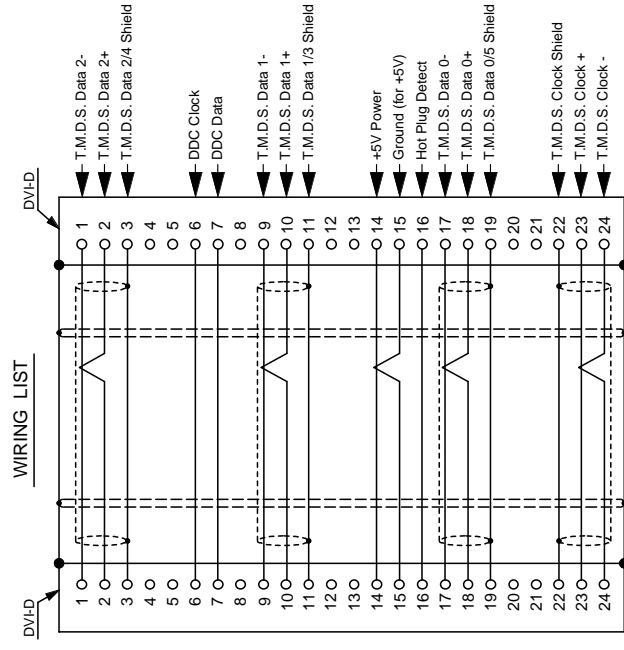 WIRING LIST
DVI-D
DVI-D
1 1 T.M.D.S. Data 2-
2 2 T.M.D.S. Data 2+
3 3 T.M.D.S. Data 2/4 Shield
4 4
5 5
6 6 DDC Clock
7 7 DDC Data
8 8
9 9 T.M.D.S. Data 1-
10 10 T.M.D.S. Data 1+
11 11 T.M.D.S. Data 1/3 Shield
12 12
13 13
14 14 +5V Power
15 15 Ground (for +5V)
16 16 Hot Plug Detect
17 17 T.M.D.S. Data 0-
18 18 T.M.D.S. Data 0+
19 19 T.M.D.S. Data 0/5 Shield
20 20
21 21
22 22 T.M.D.S. Clock Shield
23 23 T.M.D.S. Clock +
24 24 T.M.D.S. Clock -